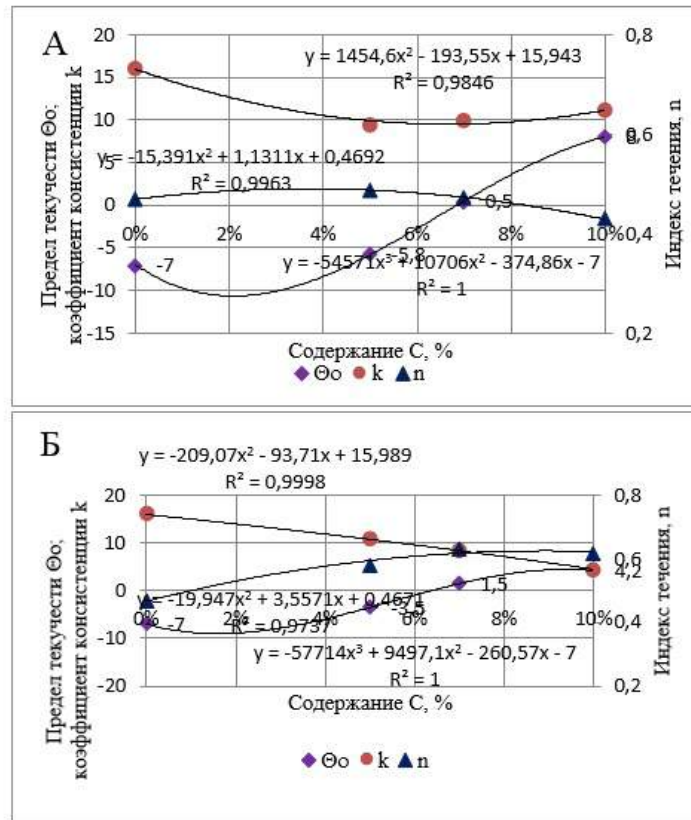 А
20
15
10
5
0
-5
-10
-15
0,8
0,6
0,4
0,2
y = 1454,6x² - 193,55x + 15,943
R² = 0,9846
y = -15,391x² + 1,1311x + 0,4692
R² = 0,9963
8
0,5
-5,8
-7
0% 2% 4% 6% 8% 10%
y = -54571x³ + 10706x² - 374,86x - 7
R² = 1
Предел текучести Θо;
коэффициент консистенции k
Индекс течения, n
Содержание С, %
Θо k n
Б
y = -209,07x² - 93,71x + 15,989
R² = 0,9998
20
10
0
-10
-20
0,8
0,6
0,4
0,2
4,2
1,5
-3,5
-7
y = -19,947x² + 3,5571x + 0,4671
R² = 0,9737
0% 2% 4% 6% 8% 10%
y = -57714x³ + 9497,1x² - 260,57x - 7
R² = 1
Предел текучести Θо;
коэффициент консистенции k
Индекс течения, n
Содержание С, %
Θо k n